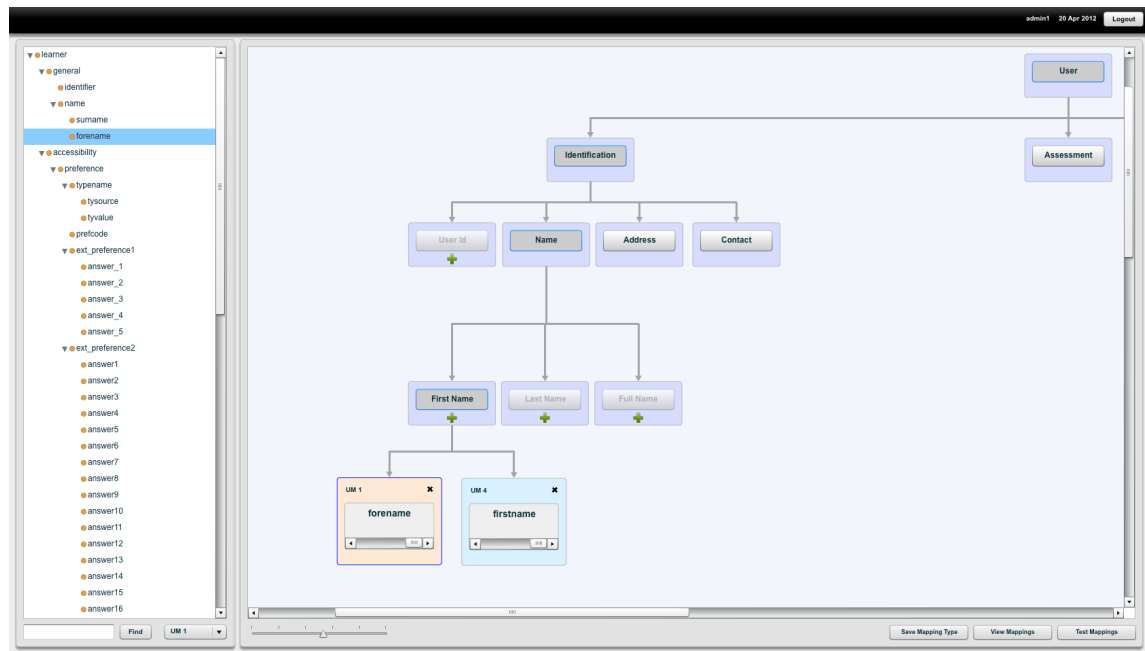 admin1 20 Apr 2012 Logout
learner
general
identifier
name
surname
forename
accessibility
preference
typename
tysource
tyvalue
prefcode
ext_preference1
answer_1
answer_2
answer_3
answer_4
answer_5
ext_preference2
answer1
answer2
answer3
answer4
answer5
answer6
answer7
answer8
answer9
answer10
answer11
answer12
answer13
answer14
answer15
answer16
Find UM 1
User
Identification Assessment
User Id Name Address Contact
First Name Last Name Full Name
UM 1 UM 4
forename firstname
Save Mapping Type View Mappings Test Mappings